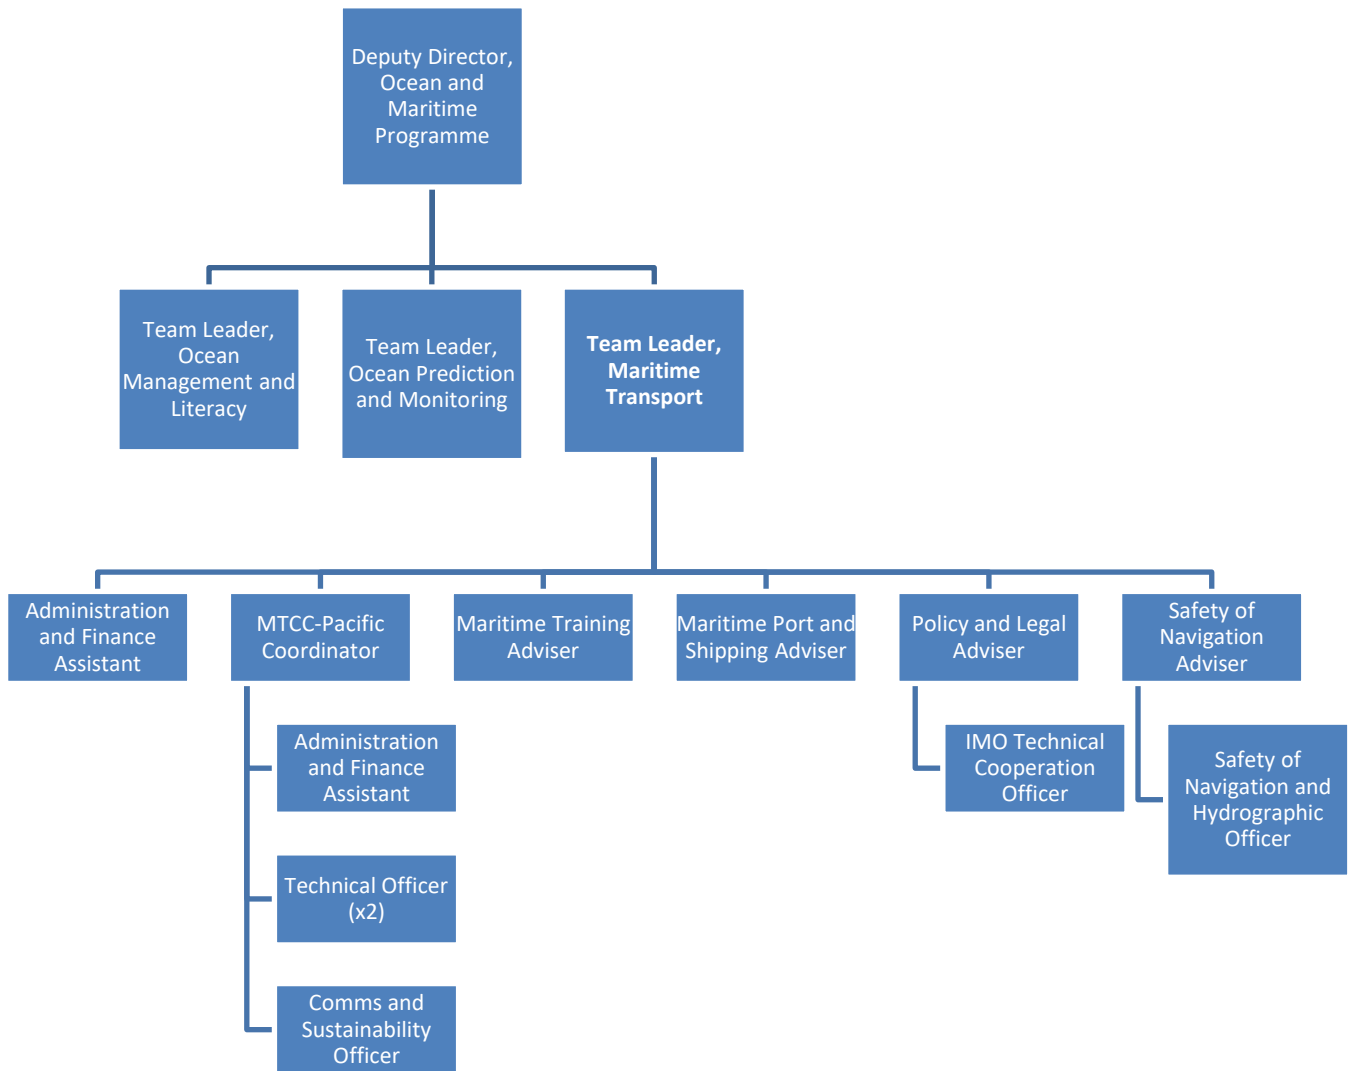 Deputy Director,
Ocean and
Maritime
Programme
Team Leader,
Ocean
Management and
Literacy
Team Leader,
Ocean Prediction
and Monitoring
Team Leader,
Maritime
Transport
Administration
and Finance
Assistant
MTCC-Pacific
Coordinator
Maritime Training
Adviser
Maritime Port and
Shipping Adviser
Policy and Legal
Adviser
Safety of
Navigation
Adviser
Administration
and Finance
Assistant
Technical Officer
(x2)
Comms and
Sustainability
Officer
IMO Technical
Cooperation
Officer
Safety of
Navigation and
Hydrographic
Officer